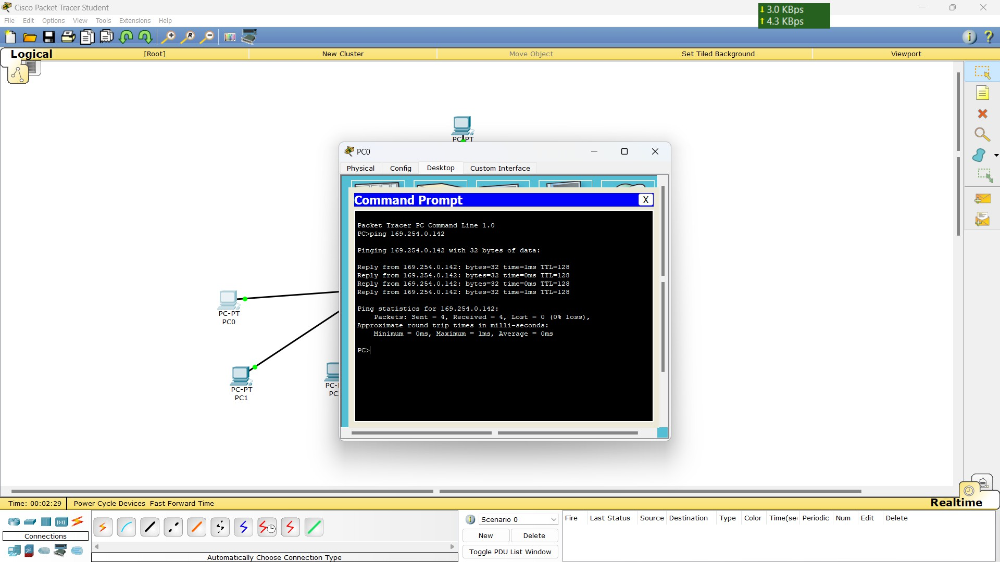 Cisco Packet Tracer Student
3.0 KBps
4.3 KBps
File Edit Options View Tools Extensions Help
Logical [Root] New Cluster Move Object Set Tiled Background Viewport
PC-PT
PC0
Physical Config Desktop Custom Interface
Command Prompt X
Packet Tracer PC Command Line 1.0
PC>ping 169.254.0.142
Pinging 169.254.0.142 with 32 bytes of data:
Reply from 169.254.0.142: bytes=32 time=1ms TTL=128
Reply from 169.254.0.142: bytes=32 time=0ms TTL=128
Reply from 169.254.0.142: bytes=32 time=0ms TTL=128
Reply from 169.254.0.142: bytes=32 time=1ms TTL=128
Ping statistics for 169.254.0.142:
Packets: Sent = 4, Received = 4, Lost = 0 (0% loss),
Approximate round trip times in milli-seconds:
Minimum = 0ms, Maximum = 1ms, Average = 0ms
PC>
PC-PT
PC0
PC-PT
PC1
Time: 00:02:29 Power Cycle Devices Fast Forward Time Realtime
Connections
Automatically Choose Connection Type
Scenario 0
New Delete
Toggle PDU List Window
Fire Last Status Source Destination Type Color Time(se Periodic Num Edit Delete